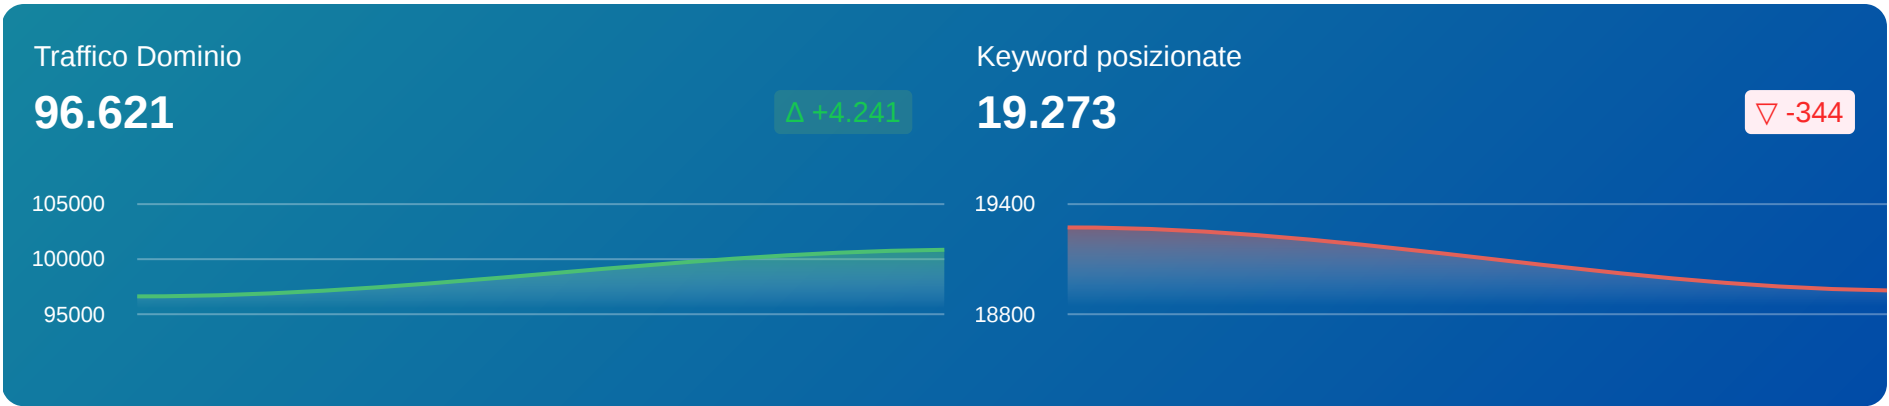 Traffico Dominio
96.621
Δ +4.241
105000
100000
95000
Keyword posizionate
19.273
▽ -344
19400
18800